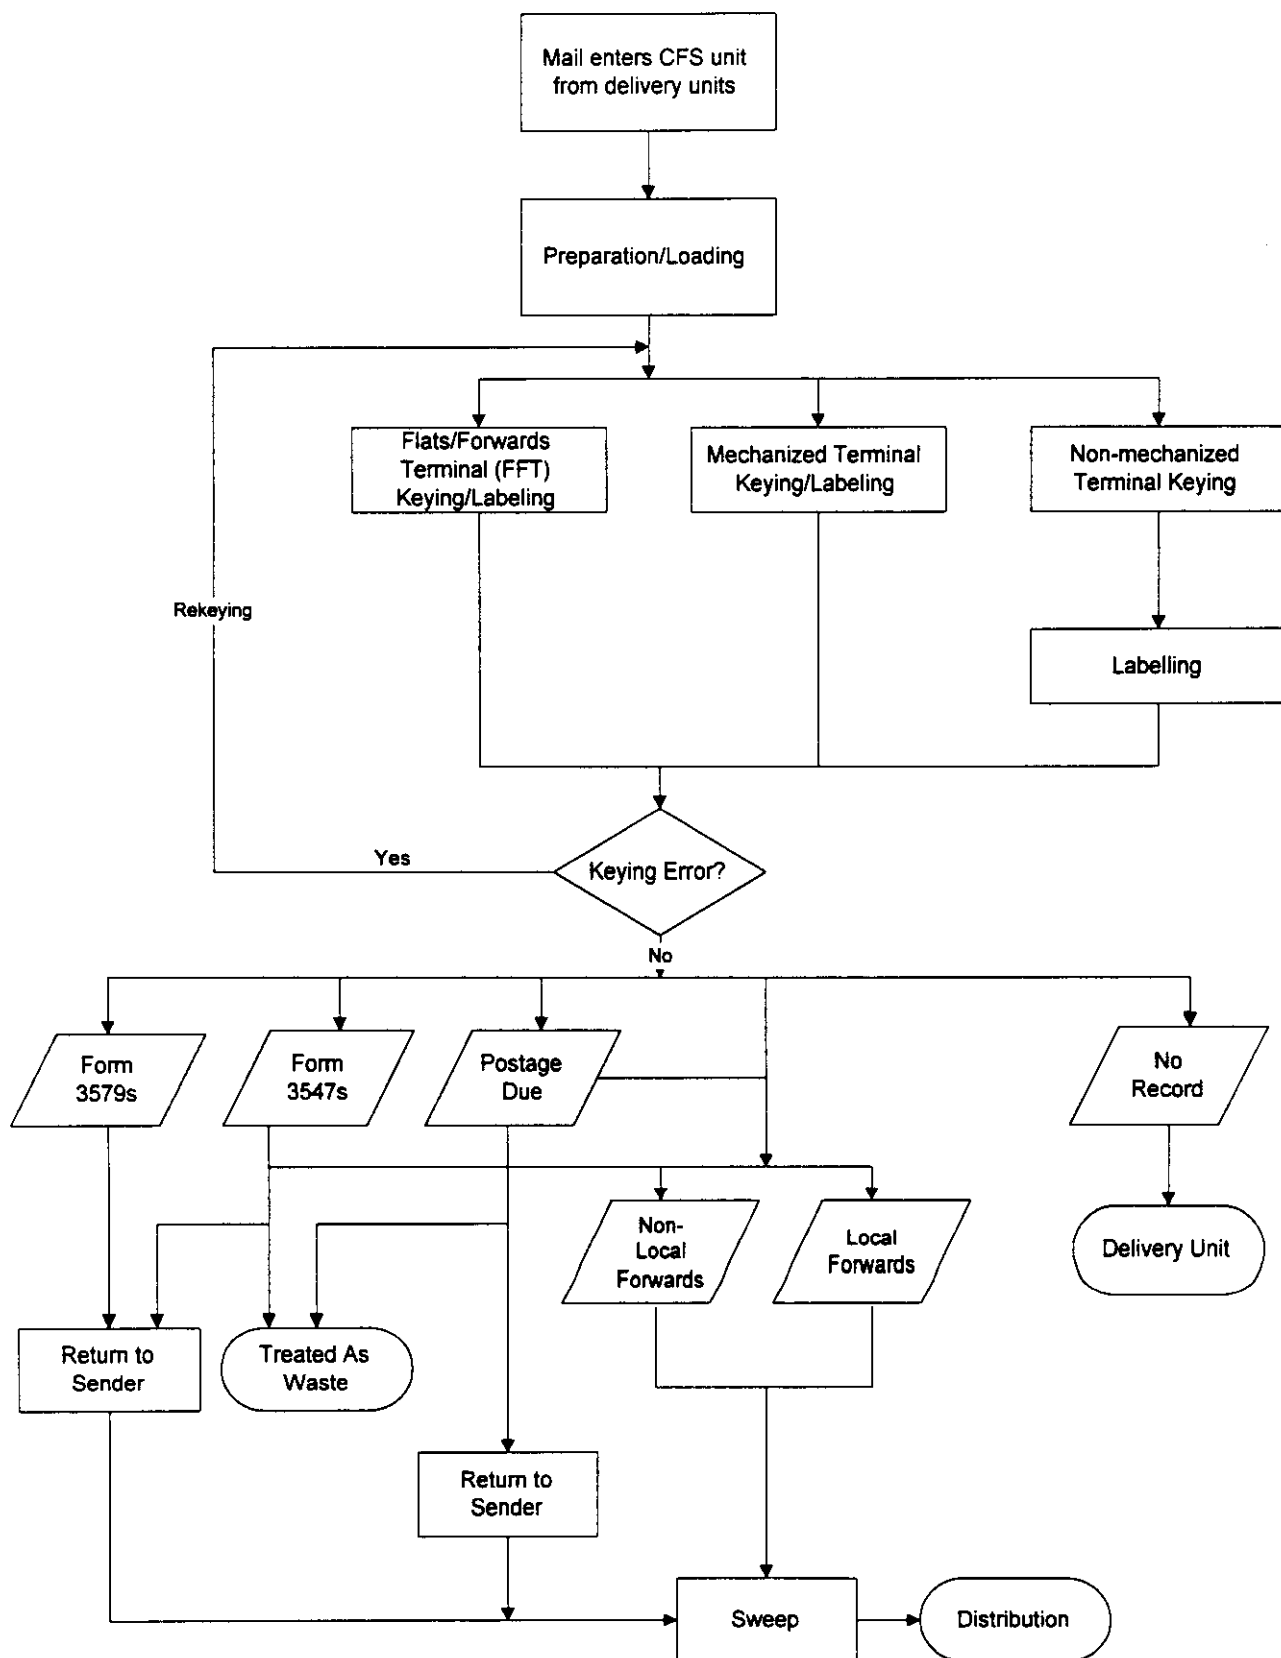 Mail enters CFS unit
from delivery units
Preparation/Loading
Flats/Forwards
Terminal (FFT)
Keying/Labeling
Mechanized Terminal
Keying/Labeling
Non-mechanized
Terminal Keying
Rekeying
Labelling
Yes
Keying Error?
No
Form
3579s
Form
3547s
Postage
Due
No
Record
Non-
Local
Forwards
Local
Forwards
Delivery Unit
Return to
Sender
Treated As
Waste
Return to
Sender
Sweep
Distribution